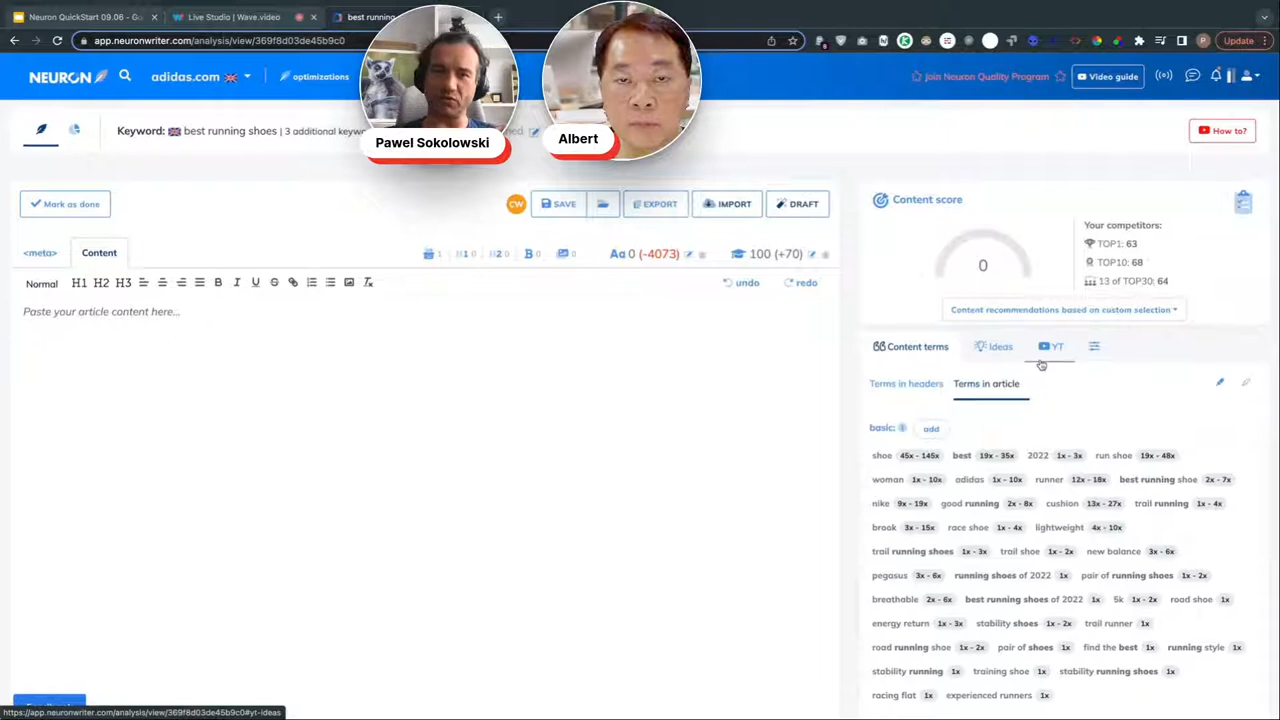 Neuron QuickStart 09.06 - Go
Live Studio | Wave.video
best running
app.neuronwriter.com/analysis/view/369f8d03de45b9c0
Update
NEURON
adidas.com
optimizations
Join Neuron Quality Program
Video guide
Pawel Sokolowski
Albert
Keyword: best running shoes | 3 additional keyw
How to?
Mark as done
CW
SAVE
EXPORT
IMPORT
DRAFT
<meta>
Content
1 H1 0 H2 0 B 0 0
Aa 0 (-4073)
100 (+70)
Normal H1 H2 H3 B I U S
undo
redo
Paste your article content here...
Content score
0
Your competitors:
TOP1: 63
TOP10: 68
13 of TOP30: 64
Content recommendations based on custom selection
Content terms
Ideas
YT
Terms in headers
Terms in article
basic: add
shoe 45x - 145x best 19x - 35x 2022 1x - 3x run shoe 19x - 48x
woman 1x - 10x adidas 1x - 10x runner 12x - 18x best running shoe 2x - 7x
nike 9x - 19x good running 2x - 8x cushion 13x - 27x trail running 1x - 4x
brook 3x - 15x race shoe 1x - 4x lightweight 4x - 10x
trail running shoes 1x - 3x trail shoe 1x - 2x new balance 3x - 6x
pegasus 3x - 6x running shoes of 2022 1x pair of running shoes 1x - 2x
breathable 2x - 6x best running shoes of 2022 1x 5k 1x - 2x road shoe 1x
energy return 1x - 3x stability shoes 1x - 2x trail runner 1x
road running shoe 1x - 2x pair of shoes 1x find the best 1x running style 1x
stability running 1x training shoe 1x stability running shoes 1x
racing flat 1x experienced runners 1x
https://app.neuronwriter.com/analysis/view/369f8d03de45b9c0#yt-ideas